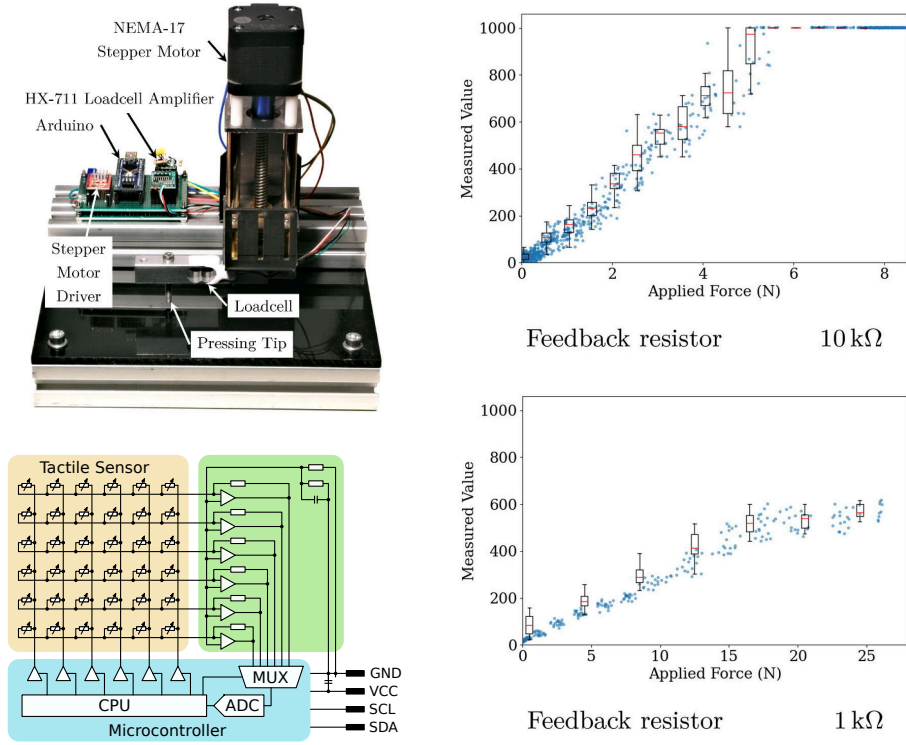 NEMA-17
Stepper Motor
HX-711 Loadcell Amplifier
Arduino
Stepper
Motor
Driver
Loadcell
Pressing Tip
Measured Value
1000
800
600
400
200
0
0 2 4 6 8
Applied Force (N)
Feedback resistor 10 kΩ
Tactile Sensor
MUX
CPU
ADC
Microcontroller
GND
VCC
SCL
SDA
Measured Value
1000
800
600
400
200
0
0 5 10 15 20 25
Applied Force (N)
Feedback resistor 1 kΩ